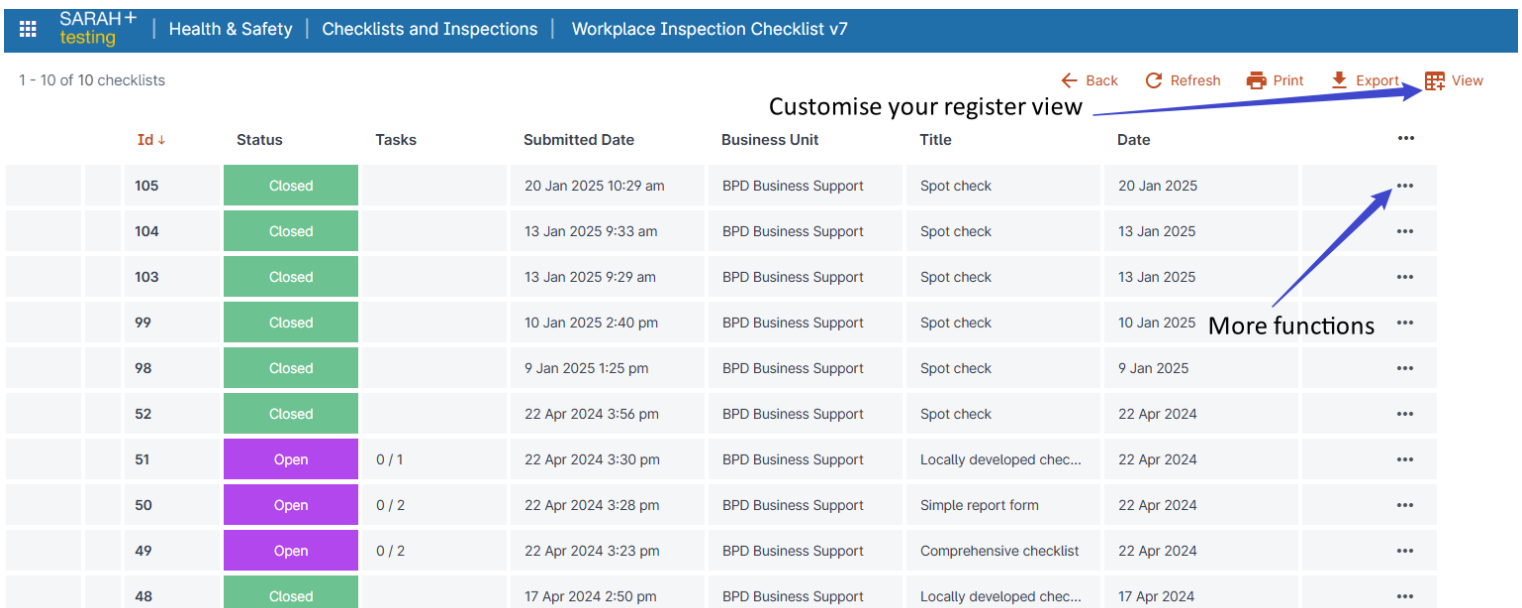 SARAH+
testing
Health & Safety | Checklists and Inspections | Workplace Inspection Checklist v7
1 - 10 of 10 checklists
Back Refresh Print Export View
Customise your register view
Id ↓ Status Tasks Submitted Date Business Unit Title Date •••
105 Closed 20 Jan 2025 10:29 am BPD Business Support Spot check 20 Jan 2025 •••
104 Closed 13 Jan 2025 9:33 am BPD Business Support Spot check 13 Jan 2025 •••
103 Closed 13 Jan 2025 9:29 am BPD Business Support Spot check 13 Jan 2025 •••
99 Closed 10 Jan 2025 2:40 pm BPD Business Support Spot check 10 Jan 2025 •••
More functions
98 Closed 9 Jan 2025 1:25 pm BPD Business Support Spot check 9 Jan 2025 •••
52 Closed 22 Apr 2024 3:56 pm BPD Business Support Spot check 22 Apr 2024 •••
51 Open 0 / 1 22 Apr 2024 3:30 pm BPD Business Support Locally developed chec... 22 Apr 2024 •••
50 Open 0 / 2 22 Apr 2024 3:28 pm BPD Business Support Simple report form 22 Apr 2024 •••
49 Open 0 / 2 22 Apr 2024 3:23 pm BPD Business Support Comprehensive checklist 22 Apr 2024 •••
48 Closed 17 Apr 2024 2:50 pm BPD Business Support Locally developed chec... 17 Apr 2024 •••